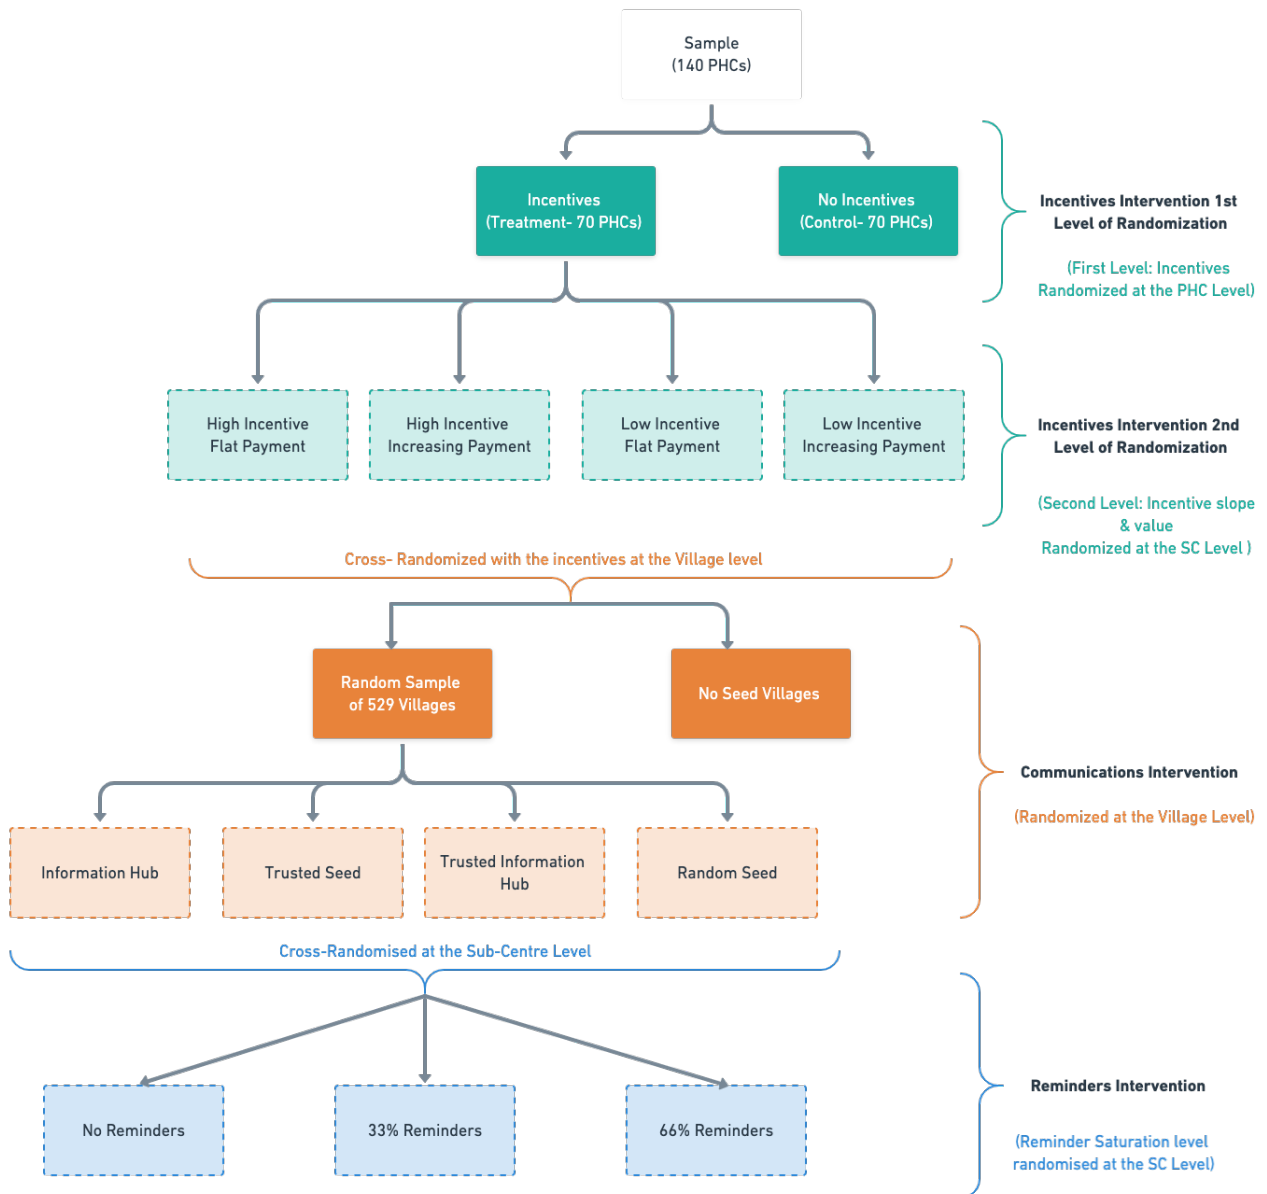 Sample
(140 PHCs)
Incentives
(Treatment- 70 PHCs)
No Incentives
(Control- 70 PHCs)
Incentives Intervention 1st
Level of Randomization
(First Level: Incentives
Randomized at the PHC Level)
High Incentive
Flat Payment
High Incentive
Increasing Payment
Low Incentive
Flat Payment
Low Incentive
Increasing Payment
Incentives Intervention 2nd
Level of Randomization
(Second Level: Incentive slope
& value
Randomized at the SC Level )
Cross- Randomized with the incentives at the Village level
Random Sample
of 529 Villages
No Seed Villages
Communications Intervention
(Randomized at the Village Level)
Information Hub
Trusted Seed
Trusted Information
Hub
Random Seed
Cross-Randomised at the Sub-Centre Level
No Reminders
33% Reminders
66% Reminders
Reminders Intervention
(Reminder Saturation level
randomised at the SC Level)